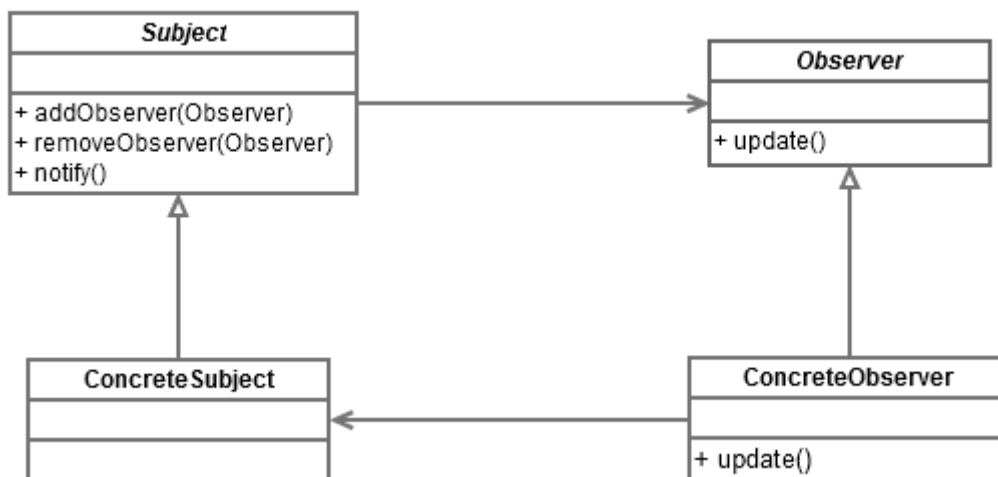 Subject
+ addObserver(Observer)
+ removeObserver(Observer)
+ notify()
Observer
+ update()
ConcreteSubject
ConcreteObserver
+ update()